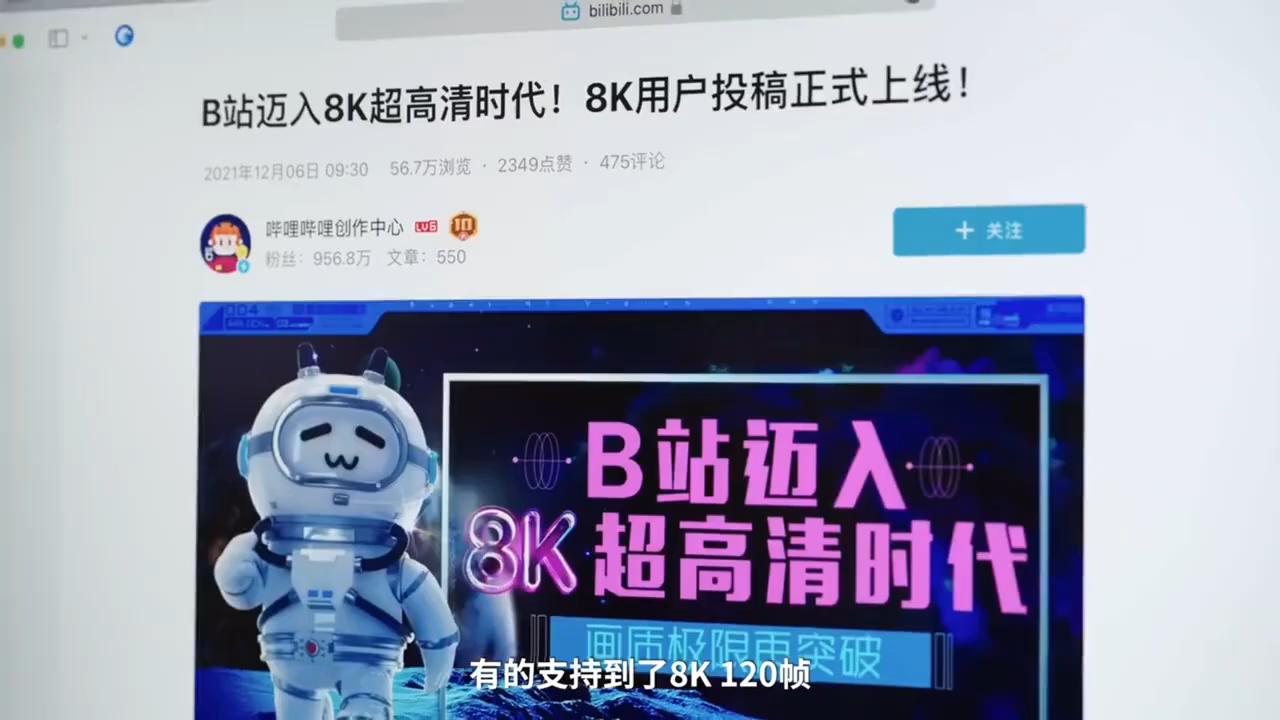 bilibili.com
B站迈入8K超高清时代！8K用户投稿正式上线！
2021年12月06日 09:30 56.7万浏览 · 2349点赞 · 475评论
哔哩哔哩创作中心 LV6 10
粉丝：956.8万 文章：550
+ 关注
004
B站迈入
8K超高清时代
画质极限再突破
有的支持到了8K 120帧